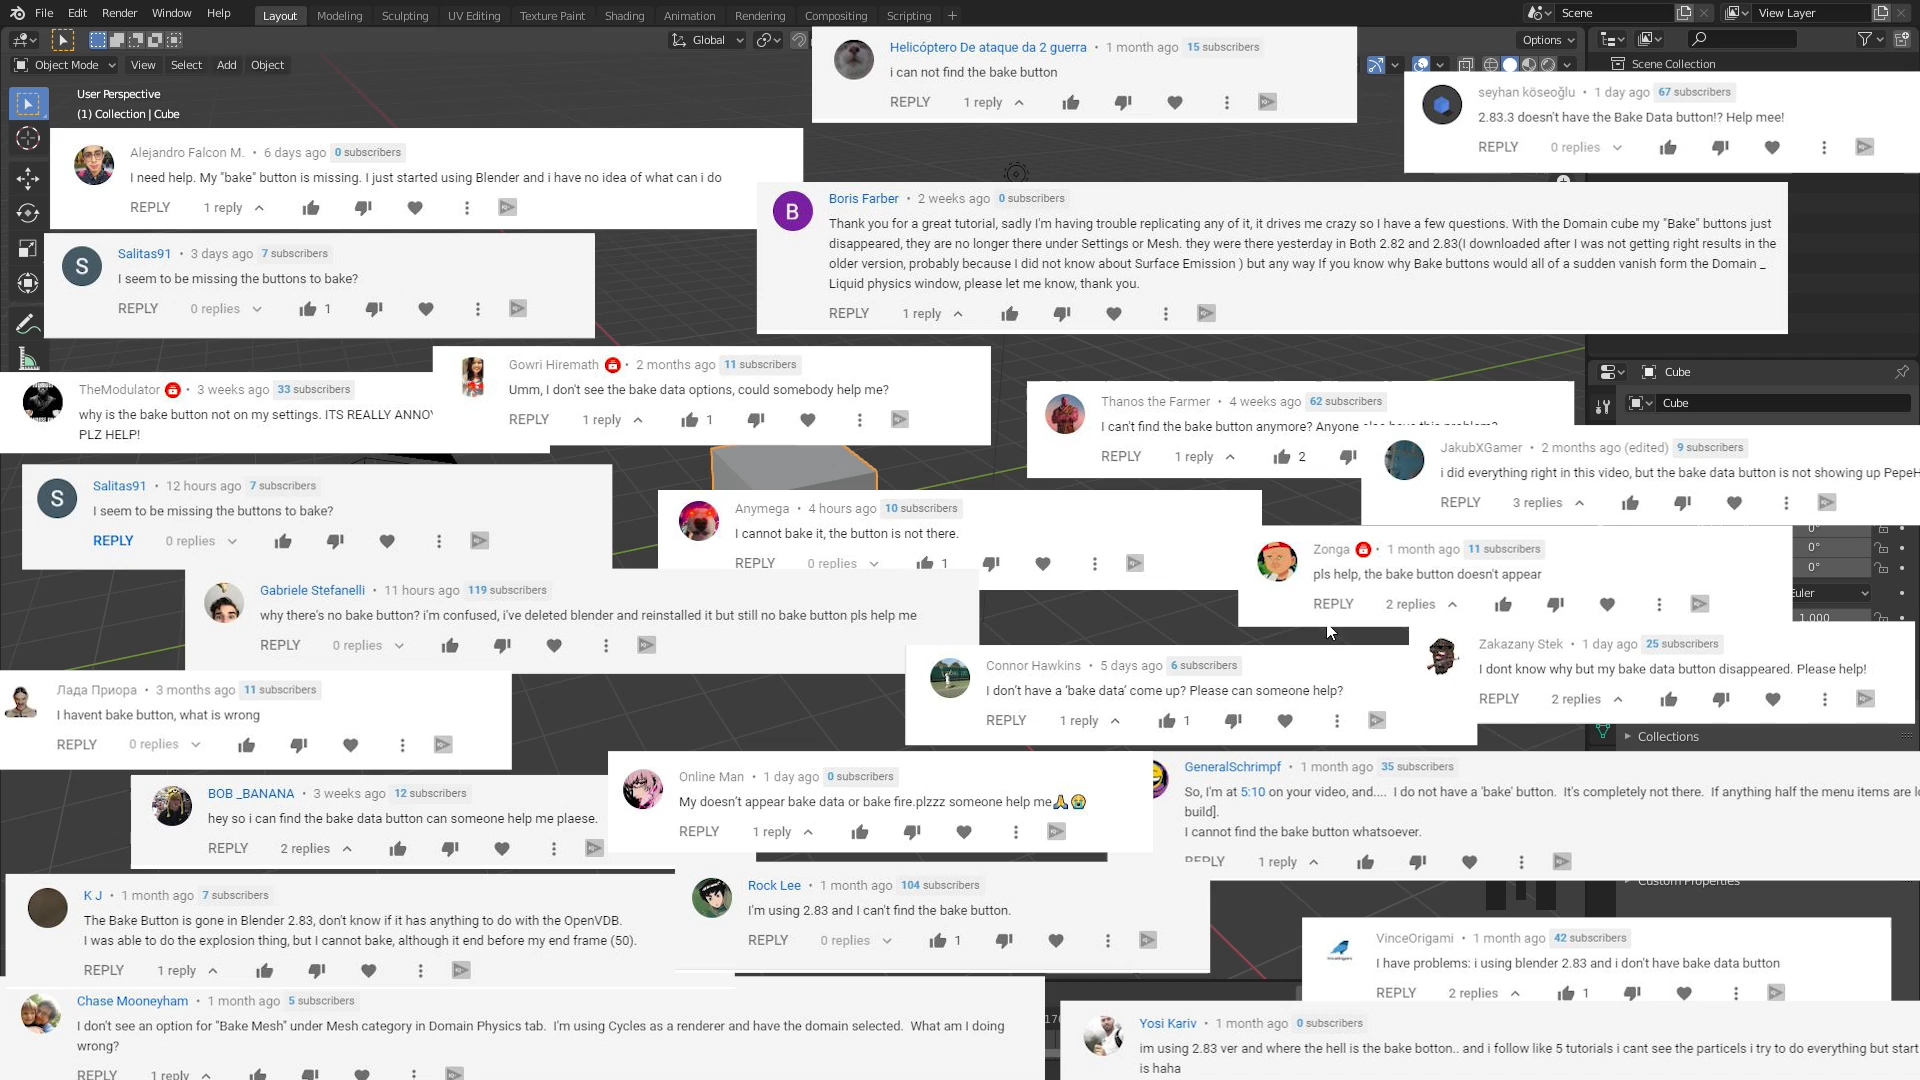 File Edit Render Window Help
Layout Modeling Sculpting UV Editing Texture Paint Shading Animation Rendering Compositing Scripting +
Scene
View Layer
Global
Options
Object Mode View Select Add Object
Scene Collection
User Perspective
(1) Collection | Cube
Helicóptero De ataque da 2 guerra • 1 month ago 15 subscribers
i can not find the bake button
REPLY 1 reply
seyhan köseoğlu • 1 day ago 67 subscribers
2.83.3 doesn't have the Bake Data button!? Help mee!
REPLY 0 replies
Alejandro Falcon M. • 6 days ago 0 subscribers
I need help. My "bake" button is missing. I just started using Blender and i have no idea of what can i do
REPLY 1 reply
B
Boris Farber • 2 weeks ago 0 subscribers
Thank you for a great tutorial, sadly I'm having trouble replicating any of it, it drives me crazy so I have a few questions. With the Domain cube my "Bake" buttons just
disappeared, they are no longer there under Settings or Mesh. they were there yesterday in Both 2.82 and 2.83(I downloaded after I was not getting right results in the
older version, probably because I did not know about Surface Emission ) but any way If you know why Bake buttons would all of a sudden vanish form the Domain _
Liquid physics window, please let me know, thank you.
REPLY 1 reply
S
Salitas91 • 3 days ago 7 subscribers
I seem to be missing the buttons to bake?
REPLY 0 replies 1
Gowri Hiremath • 2 months ago 11 subscribers
Umm, I don't see the bake data options, could somebody help me?
REPLY 1 reply 1
TheModulator • 3 weeks ago 33 subscribers
why is the bake button not on my settings. ITS REALLY
PLZ HELP!
Cube
Cube
Thanos the Farmer • 4 weeks ago 62 subscribers
I can't find the bake button anymore? Anyone else have this problem?
REPLY 1 reply 2
JakubXGamer • 2 months ago (edited) 9 subscribers
i did everything right in this video, but the bake data button is not showing up
REPLY 3 replies
S
Salitas91 • 12 hours ago 7 subscribers
I seem to be missing the buttons to bake?
REPLY 0 replies
Anymega • 4 hours ago 10 subscribers
I cannot bake it, the button is not there.
REPLY 0 replies 1
0°
0°
0°
Euler
1.000
Zonga • 1 month ago 11 subscribers
pls help, the bake button doesn't appear
REPLY 2 replies
Gabriele Stefanelli • 11 hours ago 119 subscribers
why there's no bake button? i'm confused, i've deleted blender and reinstalled it but still no bake button pls help me
REPLY 0 replies
Zakazany Stek • 1 day ago 25 subscribers
I dont know why but my bake data button disappeared. Please help!
REPLY 2 replies
Connor Hawkins • 5 days ago 6 subscribers
I don't have a 'bake data' come up? Please can someone help?
REPLY 1 reply 1
Лада Приора • 3 months ago 11 subscribers
I havent bake button, what is wrong
REPLY 0 replies
Collections
Online Man • 1 day ago 0 subscribers
My doesn't appear bake data or bake fire.plzzz someone help me🙏😭
REPLY 1 reply
GeneralSchrimpf • 1 month ago 35 subscribers
So, I'm at 5:10 on your video, and.... I do not have a 'bake' button. It's completely not there. If anything half the menu items are
build].
I cannot find the bake button whatsoever.
REPLY 1 reply
BOB _BANANA • 3 weeks ago 12 subscribers
hey so i can find the bake data button can someone help me plaese.
REPLY 2 replies
Custom Properties
K J • 1 month ago 7 subscribers
The Bake Button is gone in Blender 2.83, don't know if it has anything to do with the OpenVDB.
I was able to do the explosion thing, but I cannot bake, although it end before my end frame (50).
REPLY 1 reply
Rock Lee • 1 month ago 104 subscribers
I'm using 2.83 and I can't find the bake button.
REPLY 0 replies 1
VinceOrigami • 1 month ago 42 subscribers
I have problems: i using blender 2.83 and i don't have bake data button
REPLY 2 replies 1
Chase Mooneyham • 1 month ago 5 subscribers
I don't see an option for "Bake Mesh" under Mesh category in Domain Physics tab. I'm using Cycles as a renderer and have the domain selected. What am I doing
wrong?
REPLY 1 reply
Yosi Kariv • 1 month ago 0 subscribers
im using 2.83 ver and where the hell is the bake botton.. and i follow like 5 tutorials i cant see the particels i try to do everything but start
is haha